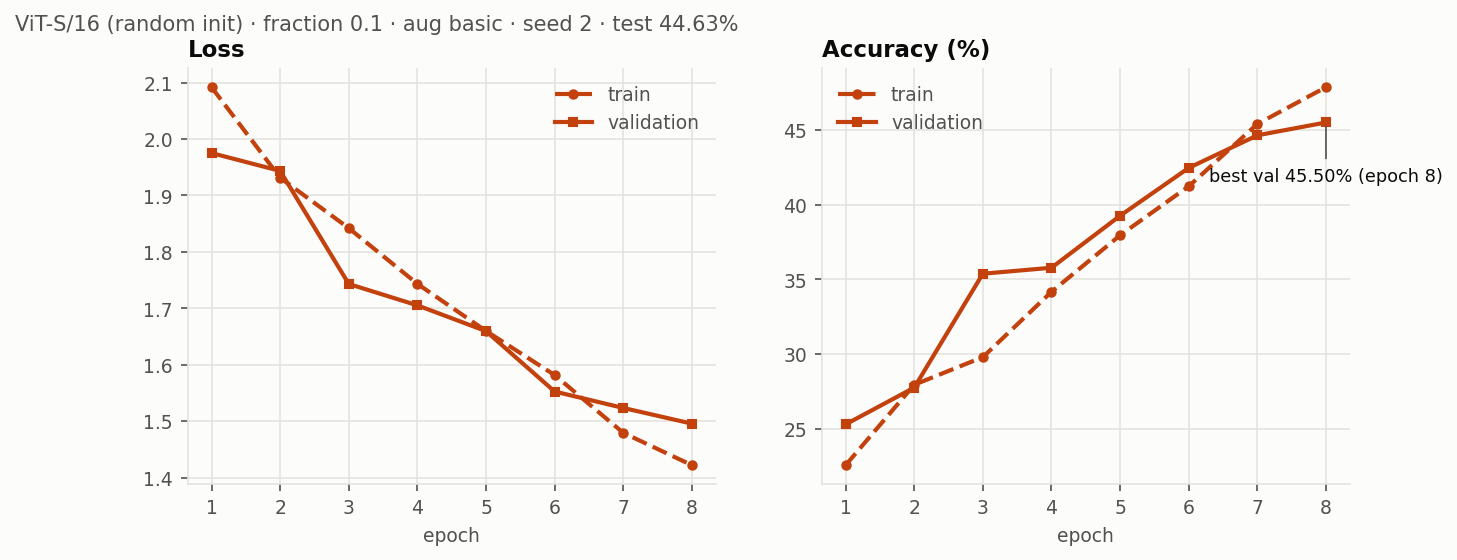 ViT-S/16 (random init) · fraction 0.1 · aug basic · seed 2 · test 44.63%
Loss
2.1
2.0
1.9
1.8
1.7
1.6
1.5
1.4
train
validation
1 2 3 4 5 6 7 8
epoch
Accuracy (%)
45
40
35
30
25
train
validation
best val 45.50% (epoch 8)
1 2 3 4 5 6 7 8
epoch